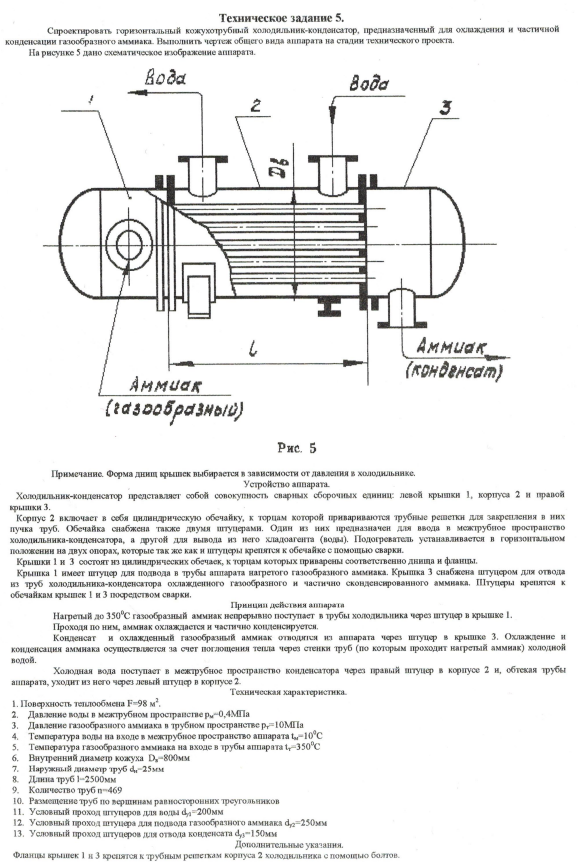 Техническое задание 5.
Спроектировать горизонтальный кожухотрубный холодильник-конденсатор, предназначенный для охлаждения и частичной
конденсации газообразного аммиака. Выполнить чертеж общего вида аппарата на стадии технического проекта.
На рисунке 5 дано схематическое изображение аппарата.
Вода
Вода
1
2
3
Dв
l
Аммиак
(газообразный)
Аммиак
(конденсат)
Рис. 5
Примечание. Форма днищ крышек выбирается в зависимости от давления в холодильнике.
Устройство аппарата.
Холодильник-конденсатор представляет собой совокупность сварных сборочных единиц: левой крышки 1, корпуса 2 и правой
крышки 3.
Корпус 2 включает в себя цилиндрическую обечайку, к торцам которой привариваются трубные решетки для закрепления в них
пучка труб. Обечайка снабжена также двумя штуцерами. Один из них предназначен для ввода в межтрубное пространство
холодильника-конденсатора, а другой для вывода из него хладоагента (воды). Подогреватель устанавливается в горизонтальном
положении на двух опорах, которые так же как и штуцеры крепятся к обечайке с помощью сварки.
Крышки 1 и 3 состоят из цилиндрических обечаек, к торцам которых приварены соответственно днища и фланцы.
Крышка 1 имеет штуцер для подвода в трубы аппарата нагретого газообразного аммиака. Крышка 3 снабжена штуцером для отвода
из труб холодильника-конденсатора охлажденного газообразного и частично сконденсированного аммиака. Штуцеры крепятся к
обечайкам крышек 1 и 3 посредством сварки.
Принцип действия аппарата
Нагретый до 350⁰С газообразный аммиак непрерывно поступает в трубы холодильника через штуцер в крышке 1.
Проходя по ним, аммиак охлаждается и частично конденсируется.
Конденсат и охлажденный газообразный аммиак отводятся из аппарата через штуцер в крышке 3. Охлаждение и
конденсация аммиака осуществляется за счет поглощения тепла через стенки труб (по которым проходит нагретый аммиак) холодной
водой.
Холодная вода поступает в межтрубное пространство конденсатора через правый штуцер в корпусе 2 и, обтекая трубы
аппарата, уходит из него через левый штуцер в корпусе 2.
Техническая характеристика.
1. Поверхность теплообмена F=98 м².
2. Давление воды в межтрубном пространстве pм=0,4МПа
3. Давление газообразного аммиака в трубном пространстве pт=10МПа
4. Температура воды на входе в межтрубное пространство аппарата tм=10⁰С
5. Температура газообразного аммиака на входе в трубы аппарата tт=350⁰С
6. Внутренний диаметр кожуха Dв=800мм
7. Наружный диаметр труб dн=25мм
8. Длина труб l=2500мм
9. Количество труб n=469
10. Размещение труб по вершинам равносторонних треугольников
11. Условный проход штуцеров для воды dу1=200мм
12. Условный проход штуцера для подвода газообразного аммиака dу2=250мм
13. Условный проход штуцеров для отвода конденсата dу3=150мм
Дополнительные указания.
Фланцы крышек 1 и 3 крепятся к трубным решеткам корпуса 2 холодильника с помощью болтов.